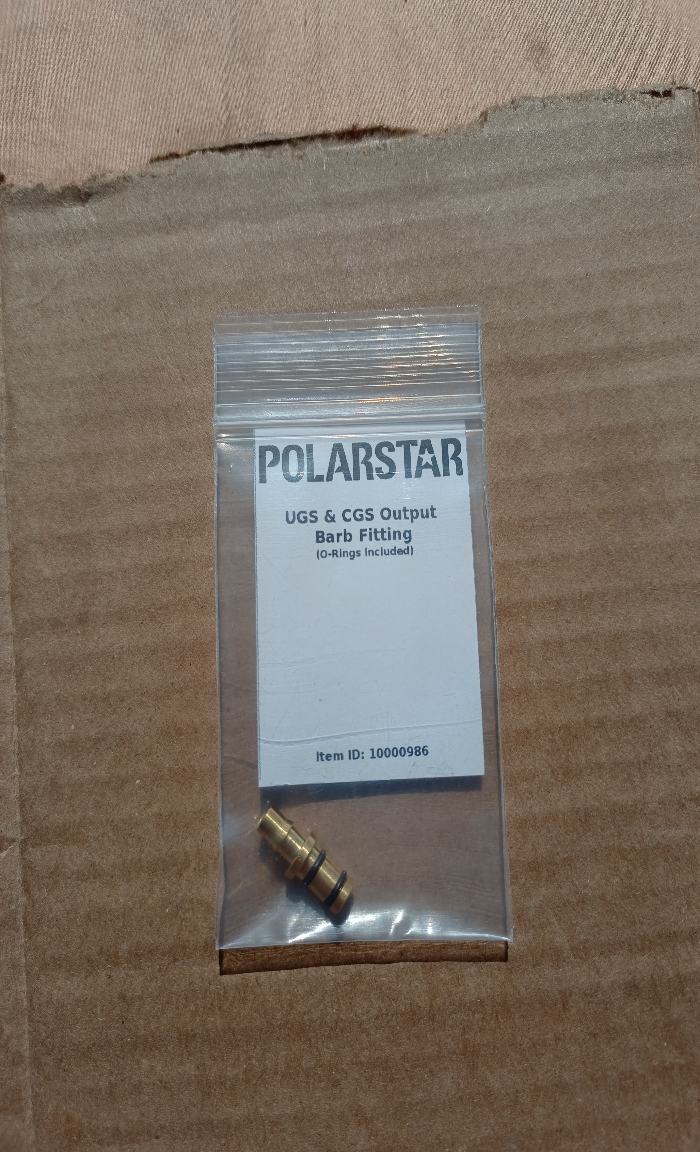 POLARSTAR
UGS & CGS Output
Barb Fitting
(O-Rings Included)
Item ID: 10000986